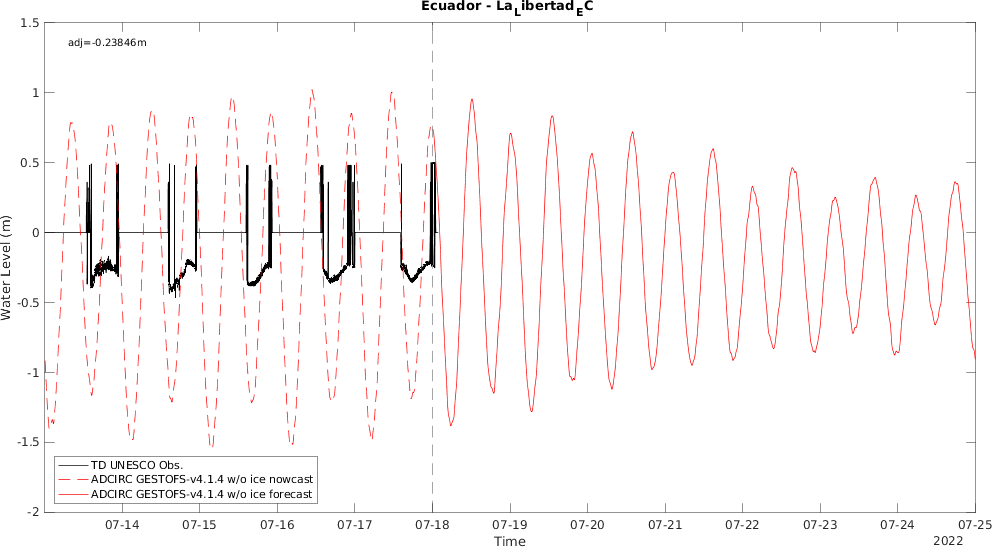 Ecuador - LaLibertadEC
adj=-0.23846m
1.5
1
0.5
0
-0.5
-1
-1.5
-2
Water Level (m)
TD UNESCO Obs.
ADCIRC GESTOFS-v4.1.4 w/o ice nowcast
ADCIRC GESTOFS-v4.1.4 w/o ice forecast
07-14 07-15 07-16 07-17 07-18 07-19 07-20 07-21 07-22 07-23 07-24 07-25
Time
2022